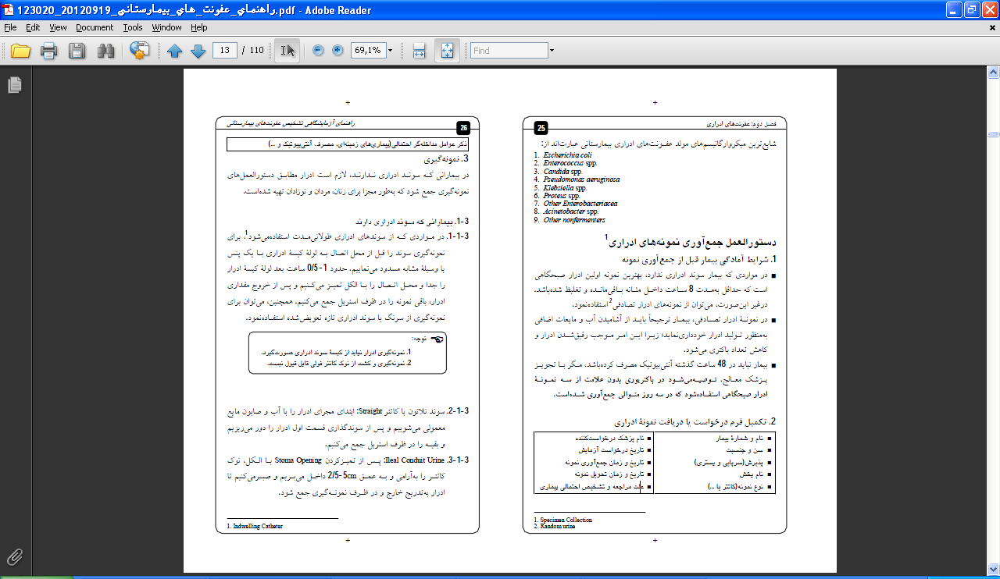 123020_20120919_راهنماي_عفونت_هاي_بيمارستاني.pdf - Adobe Reader
File Edit View Document Tools Window Help
13 / 110 69,1% Find
فصل دوم: عفونت‌های ادراری
25
شایع‌ترین میکروارگانیسم‌های مولد عفـونت‌های ادراری بیمارستانی عبارت‌اند از:
1. Escherichia coli
2. Enterococcus spp.
3. Candida spp.
4. Pseudomonas aeruginosa
5. Klebsiella spp.
6. Proteus spp.
7. Other Enterobacteriacea
8. Acinetobacter spp.
9. Other nonfermenters
دستورالعمل جمع‌آوری نمونه‌های ادراری1
1. شرایط آمادگی بیمار قبل از جمع‌آوری نمونه
■ در مواردی که بیمار سوند ادراری ندارد، بهترین نمونه اولین ادرار صبحگاهی
است که حداقل به‌مدت 8 ساعت داخل مثانه باقی‌مانده و تغلیظ شده‌باشد.
درغیر این‌صورت، می‌توان از نمونه‌های ادرار تصادفی2 استفاده‌نمود.
■ در نمونهٔ ادرار تصادفی، بیمار ترجیحاً باید از آشامیدن آب و مایعات اضافی
به‌منظور تولید ادرار خودداری‌نماید؛ زیرا این امر موجب رقیق‌شدن ادرار و
کاهش تعداد باکتری می‌شود.
■ بیمار نباید در 48 ساعت گذشته آنتی‌بیوتیک مصرف کرده‌باشد، مگر با تجویز
پزشک معالج. توصیه‌می‌شود در باکتریوری بدون علامت از سه نمونهٔ
ادرار صبحگاهی استفاده‌شود که در سه روز متوالی جمع‌آوری شده‌است.
2. تکمیل فرم درخواست یا دریافت نمونهٔ ادراری
■ نام و شمارهٔ بیمار ■ نام پزشک درخواست‌کننده
■ سن و جنسیت ■ تاریخ درخواست آزمایش
■ پذیرش(سرپایی و بستری) ■ تاریخ و زمان جمع‌آوری نمونه
■ نام بخش ■ تاریخ و زمان تحویل نمونه
■ نوع نمونه(کاتتر یا ...) ■ علت مراجعه و تشخیص احتمالی بیماری
1. Specimen Collection
2. Random urine
راهنمای آزمایشگاهی تشخیص عفونت‌های بیمارستانی
26
ذکر عوامل مداخله‌گر احتمالی(بیماری‌های زمینه‌ای، مصرف آنتی‌بیوتیک و ...)
3. نمونه‌گیری
در بیمارانی که سوند ادراری ندارند، لازم است ادرار مطابق دستورالعمل‌های
نمونه‌گیری جمع شود که به‌طور مجزا برای زنان، مردان و نوزادان تهیه شده‌است.
1-3. بیمارانی که سوند ادراری دارند
1-1-3. در مواردی که از سوندهای ادراری طولانی‌مدت استفاده‌می‌شود1، برای
نمونه‌گیری سوند را قبل از محل اتصال به لولهٔ کیسهٔ ادراری با یک پنس
یا وسیلهٔ مشابه مسدود می‌نماییم. حدود 1-0/5 ساعت بعد لولهٔ کیسهٔ ادرار
را جدا و محل اتصال را با الکل تمیز می‌کنیم و پس از خروج مقداری
ادرار، باقی نمونه را در ظرف استریل جمع می‌کنیم. همچنین، می‌توان برای
نمونه‌گیری از سرنگ یا سوند ادراری تازه تعویض‌شده استفاده‌نمود.
توجه:
1. نمونه‌گیری ادرار نباید از کیسهٔ سوند ادراری صورت‌گیرد.
2. نمونه‌گیری و کشت از نوک کاتتر فولی قابل قبول نیست.
2-1-3. سوند نلاتون یا کاتتر Straight: ابتدای مجرای ادرار را با آب و صابون مایع
معمولی می‌شوییم و پس از سوندگذاری قسمت اول ادرار را دور می‌ریزیم
و بقیه را در ظرف استریل جمع می‌کنیم.
3-1-3. Ileal Conduit Urine: پس از تمیزکردن Stoma Opening با الکل، نوک
کاتتر را به‌آرامی و به عمق 2/5-5cm داخل می‌بریم و صبرمی‌کنیم تا
ادرار به‌تدریج خارج و در ظرف نمونه‌گیری جمع شود.
1. Indwelling Catheter